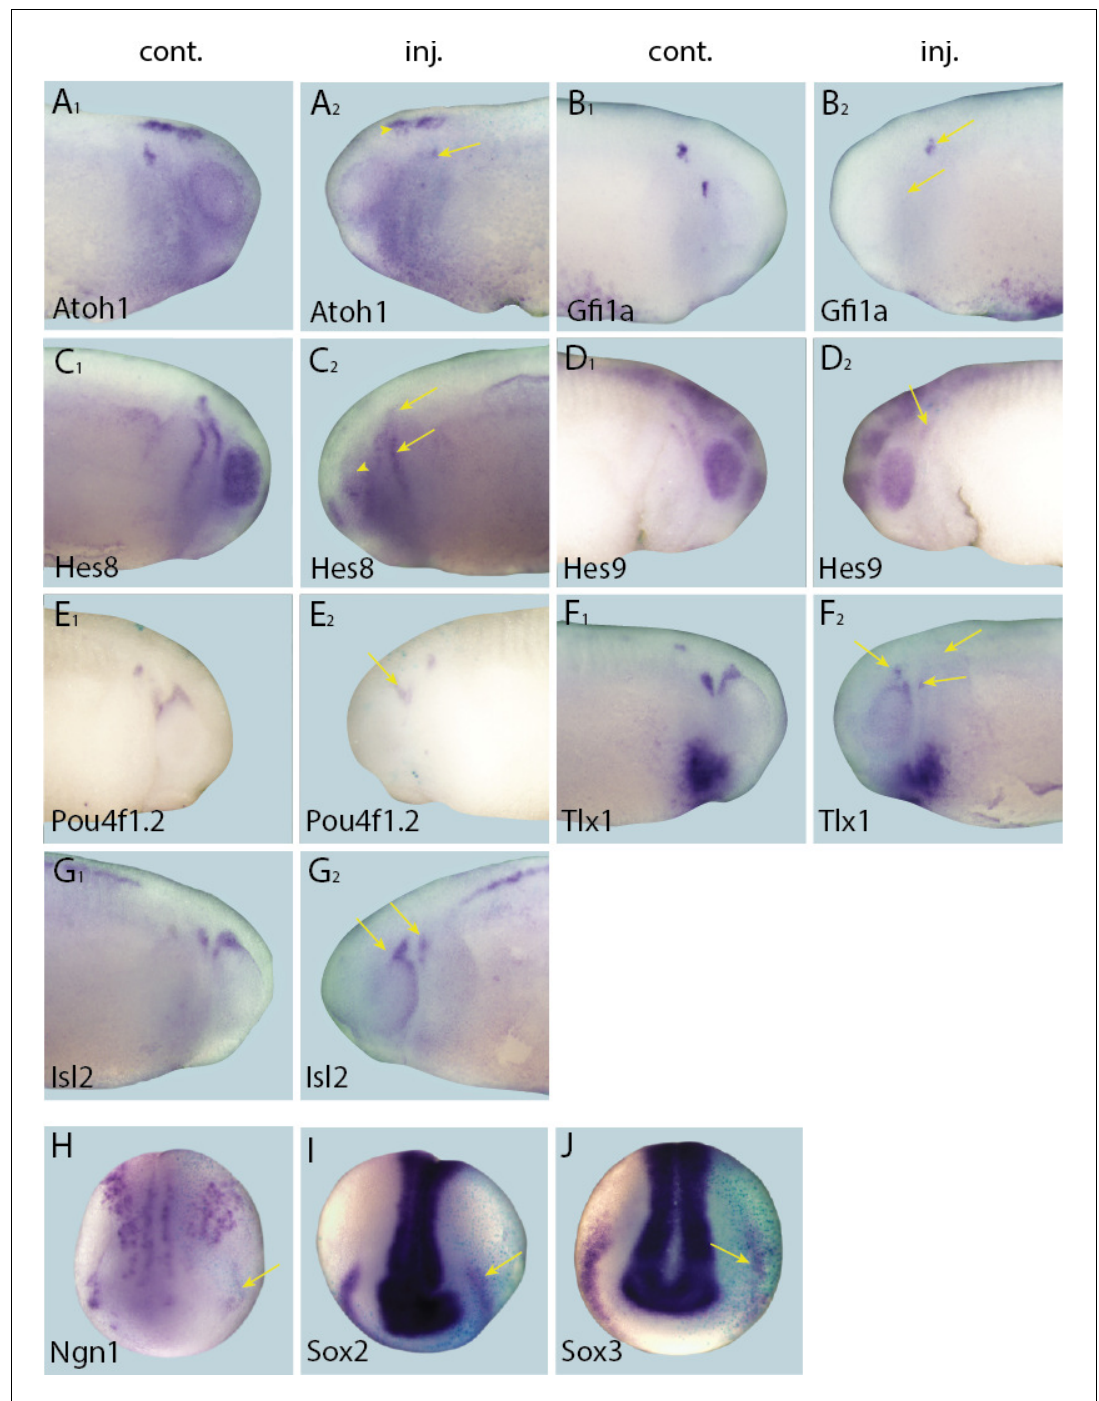 cont. inj. cont. inj.
A1 A2 B1 B2
Atoh1 Atoh1 Gfi1a Gfi1a
C1 C2 D1 D2
Hes8 Hes8 Hes9 Hes9
E1 E2 F1 F2
Pou4f1.2 Pou4f1.2 Tlx1 Tlx1
G1 G2
Isl2 Isl2
H I J
Ngn1 Sox2 Sox3